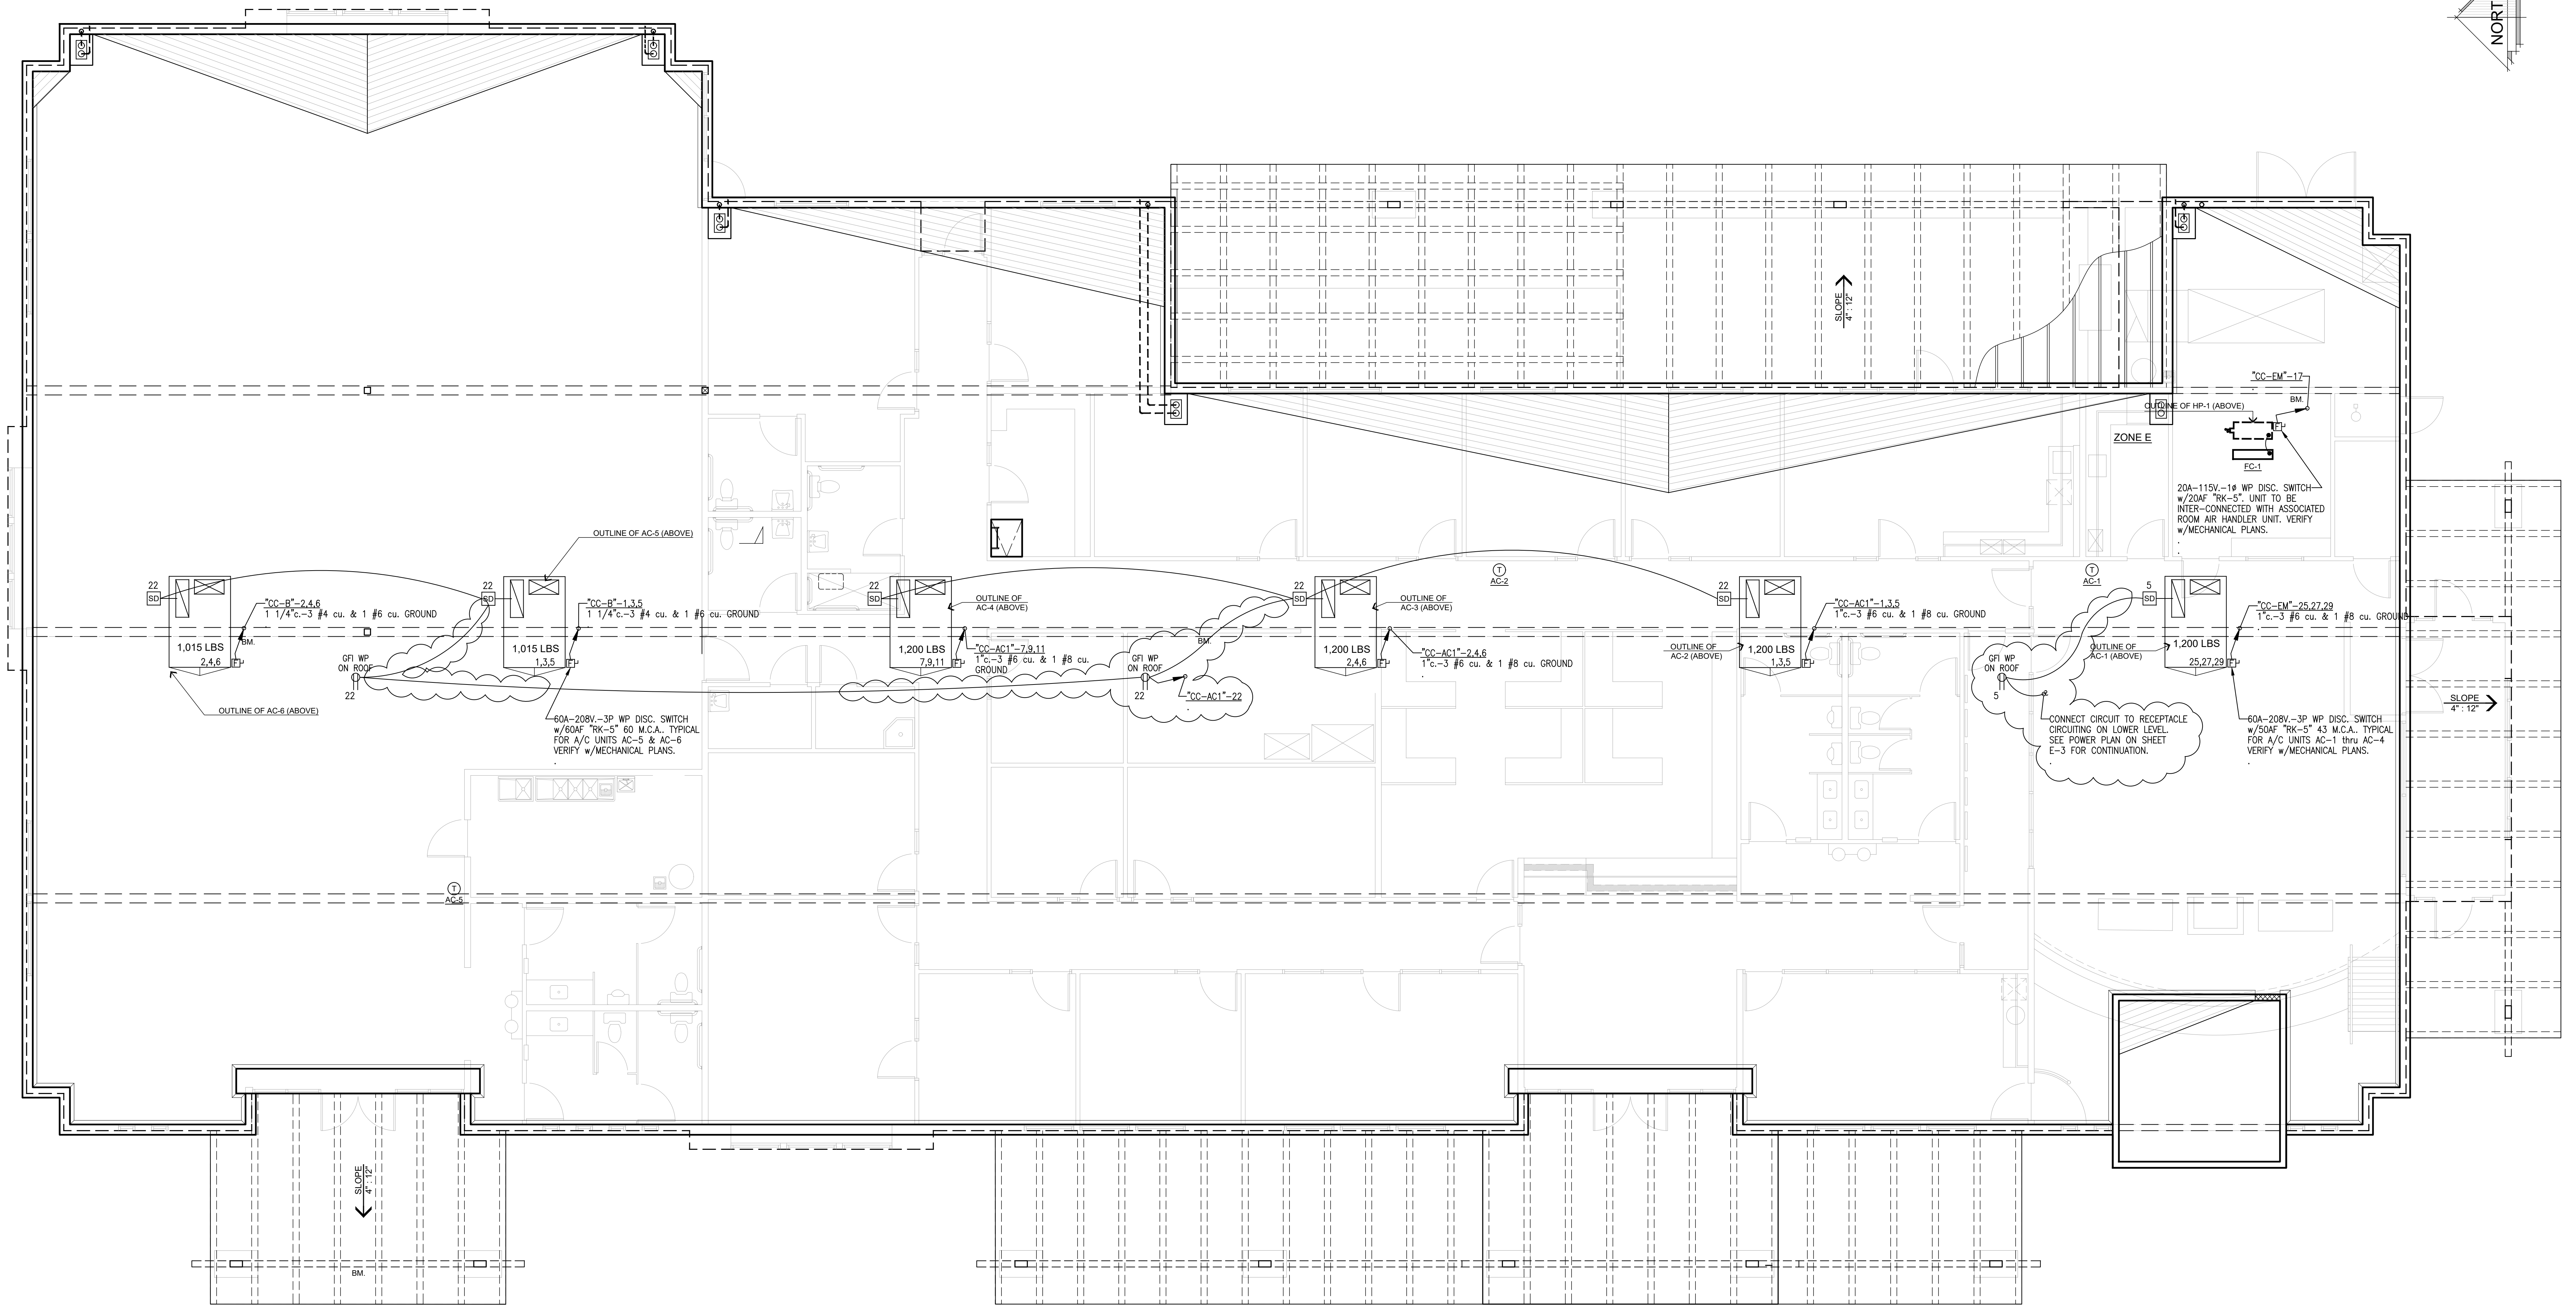 NORT
SLOPE
4" : 12"
"CC-EM"-17
BM.
OUTLINE OF HP-1 (ABOVE)
F
ZONE E
FC-1
20A-115V.-1ø WP DISC. SWITCH
w/20AF "RK-5". UNIT TO BE
INTER-CONNECTED WITH ASSOCIATED
ROOM AIR HANDLER UNIT. VERIFY
w/MECHANICAL PLANS.
OUTLINE OF AC-5 (ABOVE)
22
SD
"CC-B"-2,4,6
1 1/4"c.-3 #4 cu. & 1 #6 cu. GROUND
BM.
1,015 LBS
2,4,6
F
OUTLINE OF AC-6 (ABOVE)
GFI WP
ON ROOF
22
22
SD
"CC-B"-1,3,5
1 1/4"c.-3 #4 cu. & 1 #6 cu. GROUND
1,015 LBS
1,3,5
F
60A-208V.-3P WP DISC. SWITCH
w/60AF "RK-5" 60 M.C.A.. TYPICAL
FOR A/C UNITS AC-5 & AC-6
VERIFY w/MECHANICAL PLANS.
22
SD
OUTLINE OF
AC-4 (ABOVE)
1,200 LBS
7,9,11
F
"CC-AC1"-7,9,11
1"c.-3 #6 cu. & 1 #8 cu.
GROUND
GFI WP
ON ROOF
22
BM.
"CC-AC1"-22
22
SD
OUTLINE OF
AC-3 (ABOVE)
1,200 LBS
2,4,6
F
"CC-AC1"-2,4,6
1"c.-3 #6 cu. & 1 #8 cu. GROUND
T
AC-2
22
SD
OUTLINE OF
AC-2 (ABOVE)
1,200 LBS
1,3,5
F
"CC-AC1"-1,3,5
1"c.-3 #6 cu. & 1 #8 cu. GROUND
T
AC-1
5
SD
GFI WP
ON ROOF
5
OUTLINE OF
AC-1 (ABOVE)
1,200 LBS
25,27,29
F
"CC-EM"-25,27,29
1"c.-3 #6 cu. & 1 #8 cu. GROUND
CONNECT CIRCUIT TO RECEPTACLE
CIRCUITING ON LOWER LEVEL.
SEE POWER PLAN ON SHEET
E-3 FOR CONTINUATION.
60A-208V.-3P WP DISC. SWITCH
w/50AF "RK-5" 43 M.C.A.. TYPICAL
FOR A/C UNITS AC-1 thru AC-4
VERIFY w/MECHANICAL PLANS.
SLOPE
4" : 12"
T
AC-5
SLOPE
4" : 12"
BM.